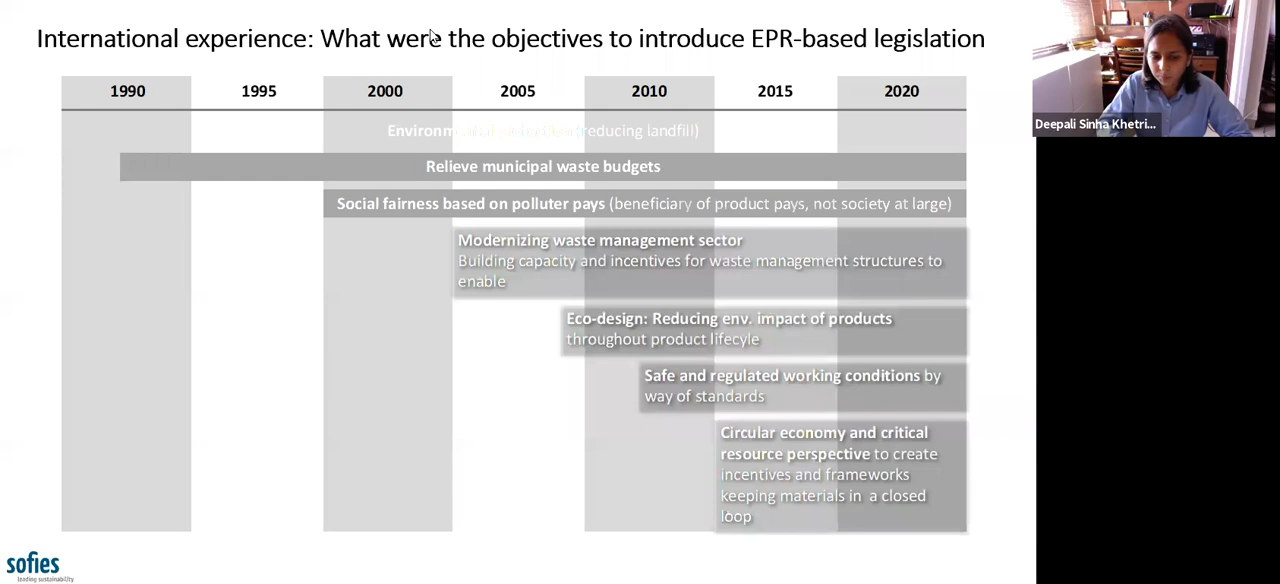 International experience: What were the objectives to introduce EPR-based legislation
1990 1995 2000 2005 2010 2015 2020
(reducing landfill)
Relieve municipal waste budgets
Social fairness based on polluter pays (beneficiary of product pays, not society at large)
Modernizing waste management sector
Building capacity and incentives for waste management structures to
enable
Eco-design: Reducing env. impact of products
throughout product lifecyle
Safe and regulated working conditions by
way of standards
Circular economy and critical
resource perspective to create
incentives and frameworks
keeping materials in a closed
loop
Deepali Sinha Khetri...
sofies
leading sustainability